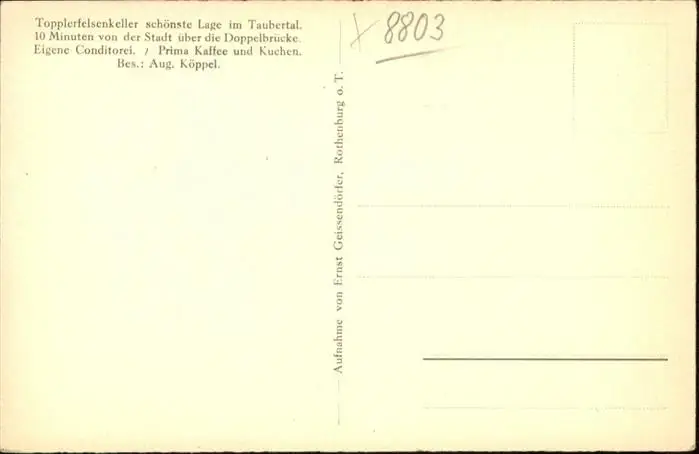 Topplerfelsenkeller schönste Lage im Taubertal.
10 Minuten von der Stadt über die Doppelbrücke.
Eigene Conditorei. / Prima Kaffee und Kuchen.
Bes.: Aug. Köppel.
x 8803
Aufnahme von Ernst Geissendörfer, Rothenburg o. T.